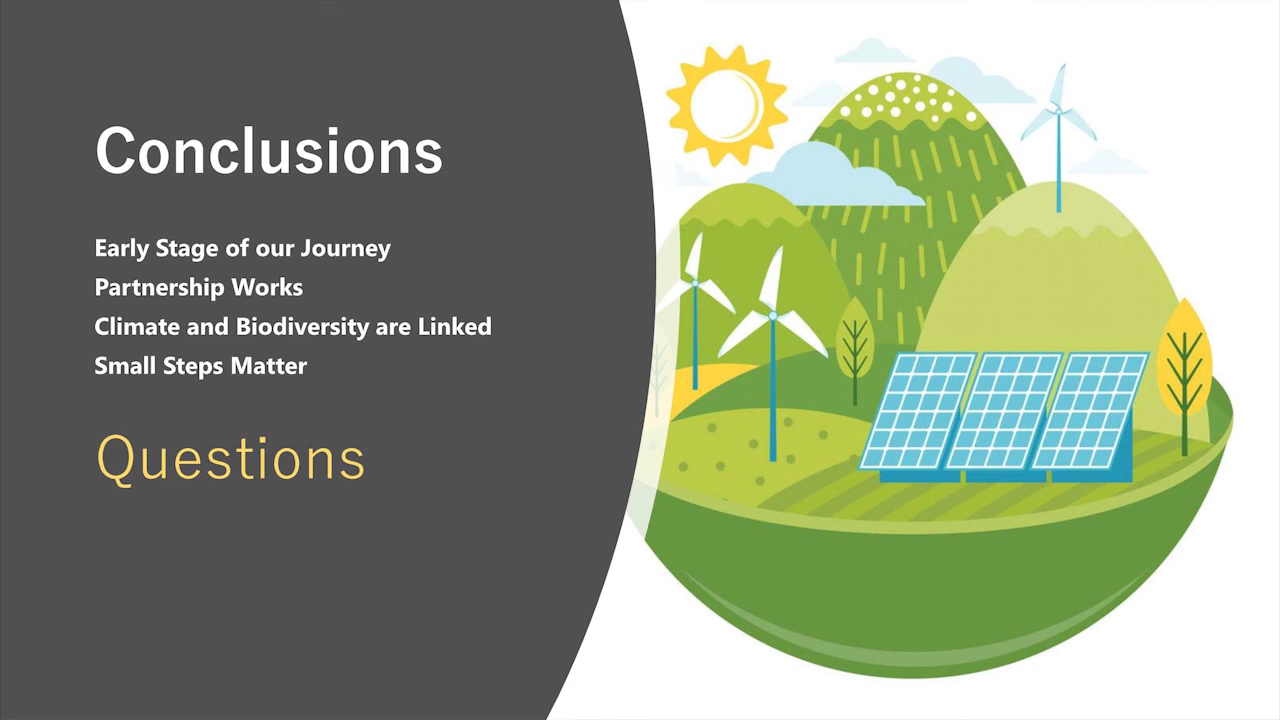 Conclusions
Early Stage of our Journey
Partnership Works
Climate and Biodiversity are Linked
Small Steps Matter
Questions